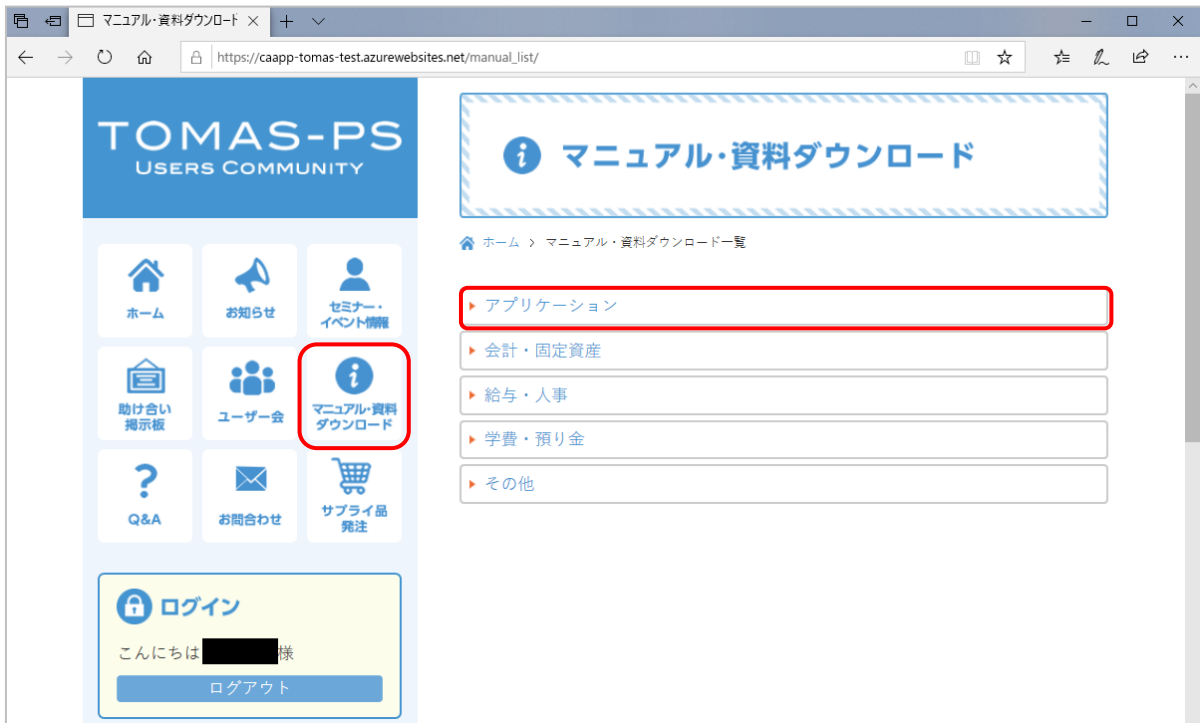 マニュアル・資料ダウンロード
https://caapp-tomas-test.azurewebsites.net/manual_list/
TOMAS-PS
USERS COMMUNITY
ホーム
お知らせ
セミナー・
イベント情報
助け合い
掲示板
ユーザー会
マニュアル・資料
ダウンロード
Q&A
お問合わせ
サプライ品
発注
ログイン
こんにちは 様
ログアウト
マニュアル・資料ダウンロード
ホーム > マニュアル・資料ダウンロード一覧
アプリケーション
会計・固定資産
給与・人事
学費・預り金
その他